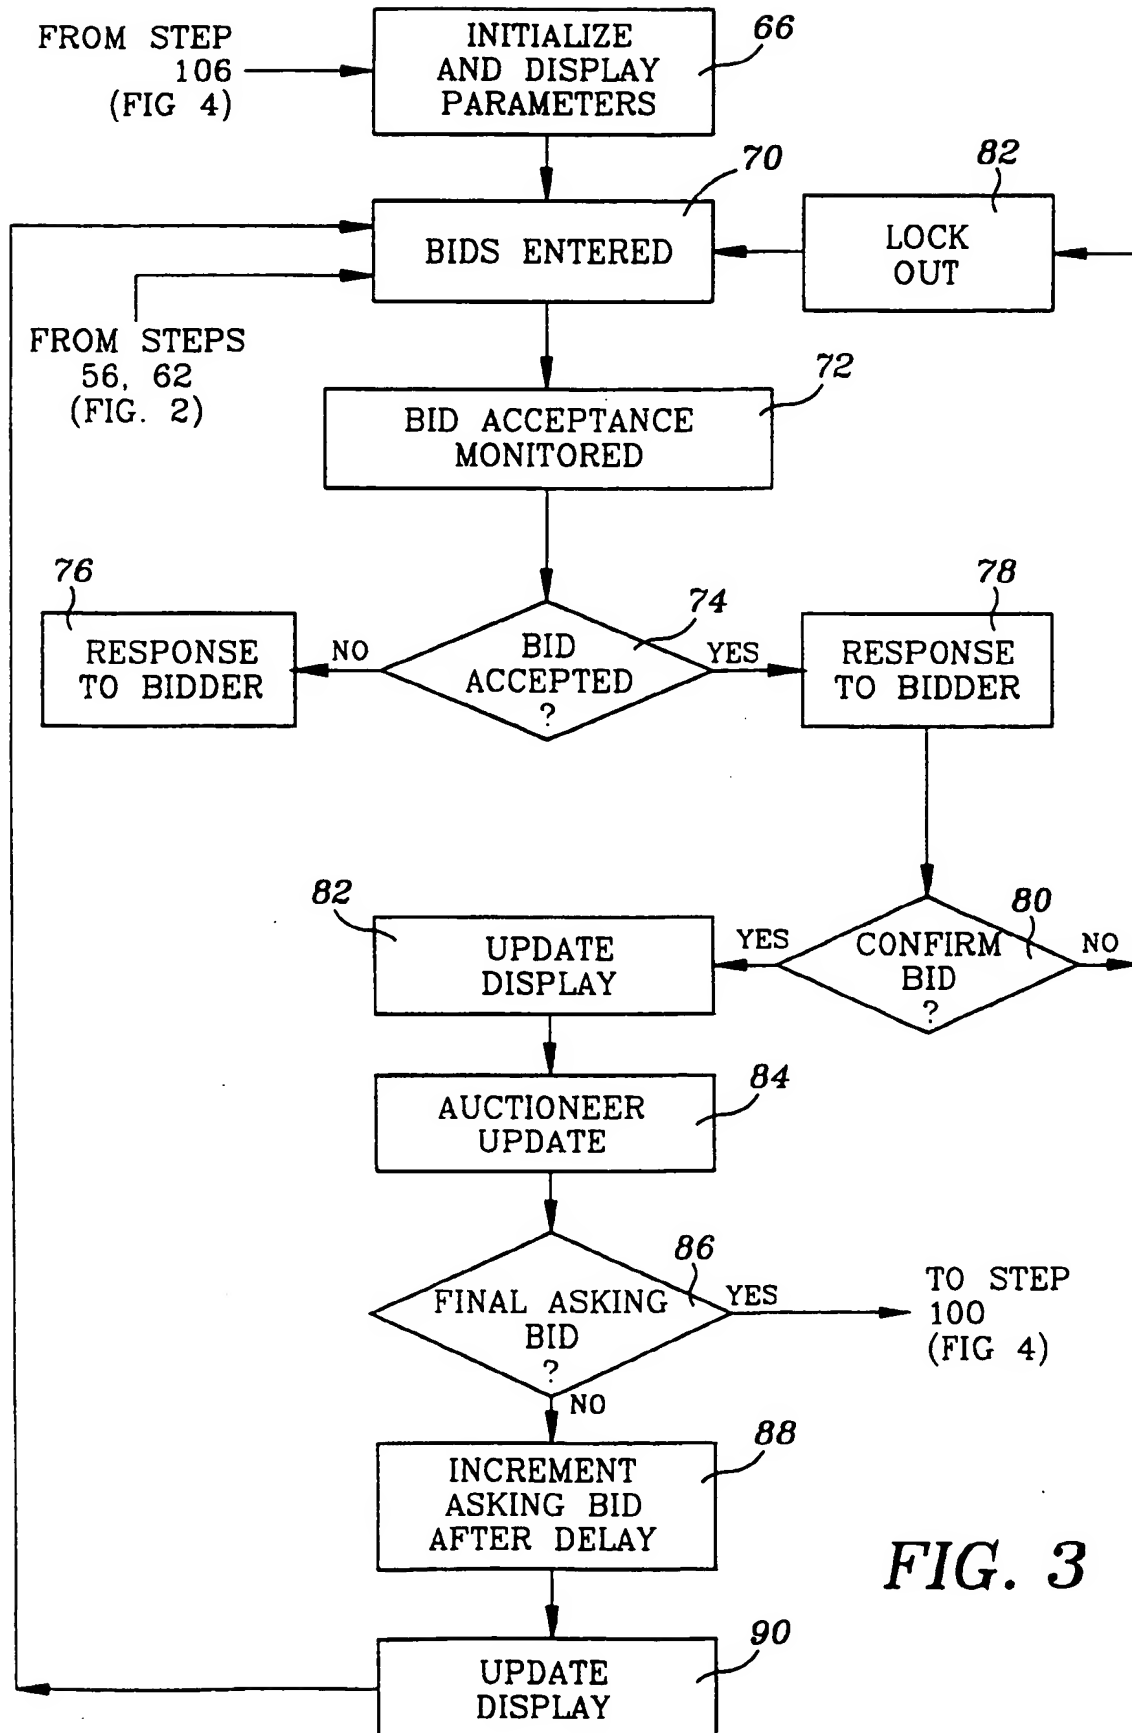 FROM STEP
106
(FIG 4)
INITIALIZE
AND DISPLAY
PARAMETERS
66
70
BIDS ENTERED
82
LOCK
OUT
FROM STEPS
56, 62
(FIG. 2)
72
BID ACCEPTANCE
MONITORED
76
RESPONSE
TO BIDDER
NO
74
BID
ACCEPTED
?
YES
78
RESPONSE
TO BIDDER
82
UPDATE
DISPLAY
YES
80
CONFIRM
BID
?
NO
84
AUCTIONEER
UPDATE
86
FINAL ASKING
BID
?
YES
TO STEP
100
(FIG 4)
NO
88
INCREMENT
ASKING BID
AFTER DELAY
FIG. 3
90
UPDATE
DISPLAY